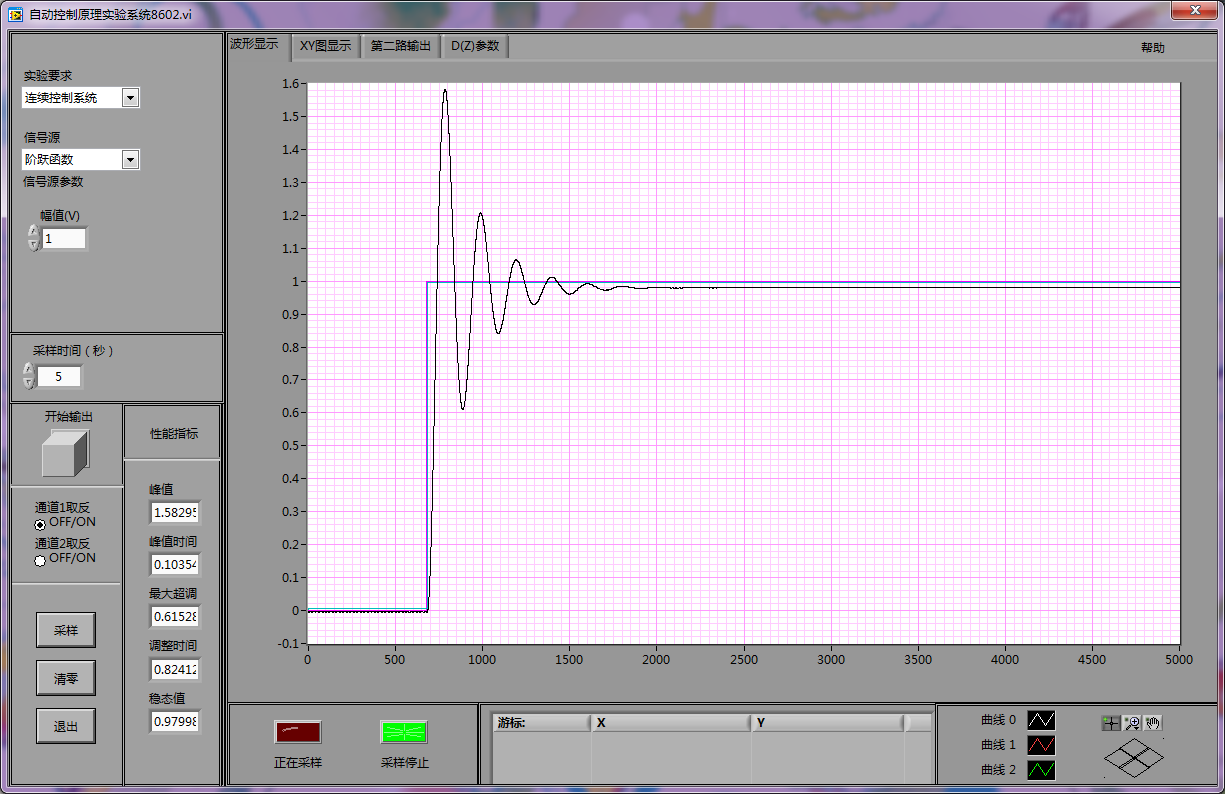 自动控制原理实验系统8602.vi
波形显示 XY图显示 第二路输出 D(Z)参数 帮助
实验要求
连续控制系统
信号源
阶跃函数
信号源参数
幅值(V)
1
采样时间（秒）
5
开始输出
通道1取反
OFF/ON
通道2取反
OFF/ON
采样
清零
退出
性能指标
峰值
1.58295
峰值时间
0.10354
最大超调
0.61528
调整时间
0.82412
稳态值
0.97998
1.6
1.5
1.4
1.3
1.2
1.1
1
0.9
0.8
0.7
0.6
0.5
0.4
0.3
0.2
0.1
0
-0.1
0 500 1000 1500 2000 2500 3000 3500 4000 4500 5000
正在采样 采样停止
游标: X Y
曲线 0
曲线 1
曲线 2